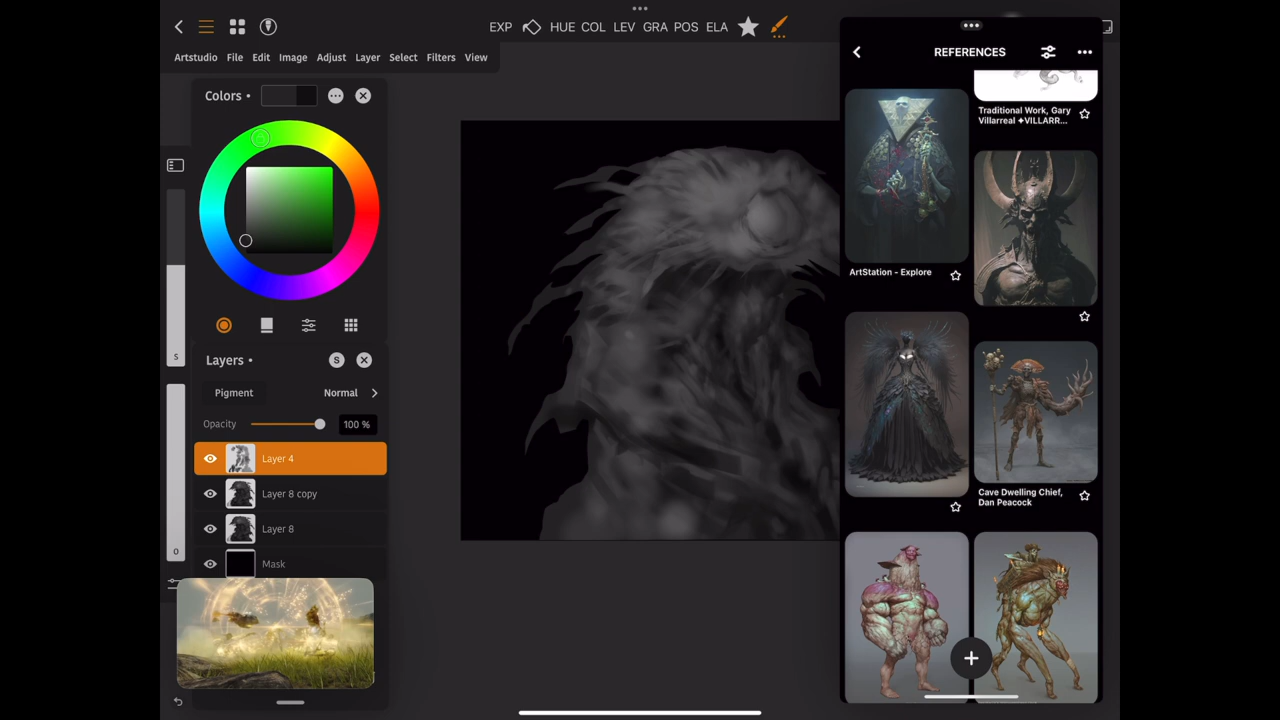 EXP HUE COL LEV GRA POS ELA
Artstudio File Edit Image Adjust Layer Select Filters View
Colors
S
O
Layers
S
Pigment Normal
Opacity 100 %
Layer 4
Layer 8 copy
Layer 8
Mask
REFERENCES
Traditional Work, Gary
Villarreal ✦VILLARR...
ArtStation - Explore
Cave Dwelling Chief,
Dan Peacock